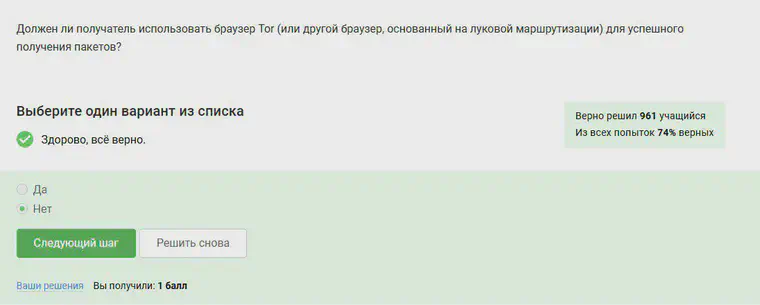 Должен ли получатель использовать браузер Tor (или другой браузер, основанный на луковой маршрутизации) для успешного
получения пакетов?
Выберите один вариант из списка
Здорово, всё верно.
Верно решил 961 учащийся
Из всех попыток 74% верных
Да
Нет
Следующий шаг
Решить снова
Ваши решения Вы получили: 1 балл